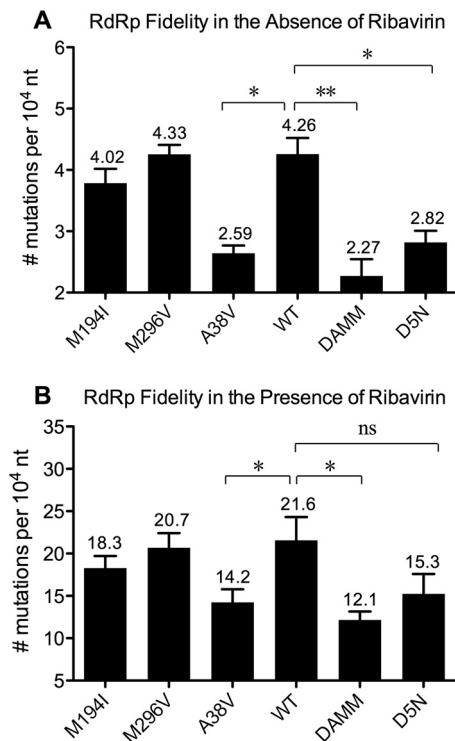 A RdRp Fidelity in the Absence of Ribavirin
# mutations per 10⁴ nt
6
5
4
3
2
*
* **
4.02 4.33 2.59 4.26 2.27 2.82
M194I M296V A38V WT DAMM D5N
B RdRp Fidelity in the Presence of Ribavirin
# mutations per 10⁴ nt
35
30
25
20
15
10
5
ns
* *
18.3 20.7 14.2 21.6 12.1 15.3
M194I M296V A38V WT DAMM D5N